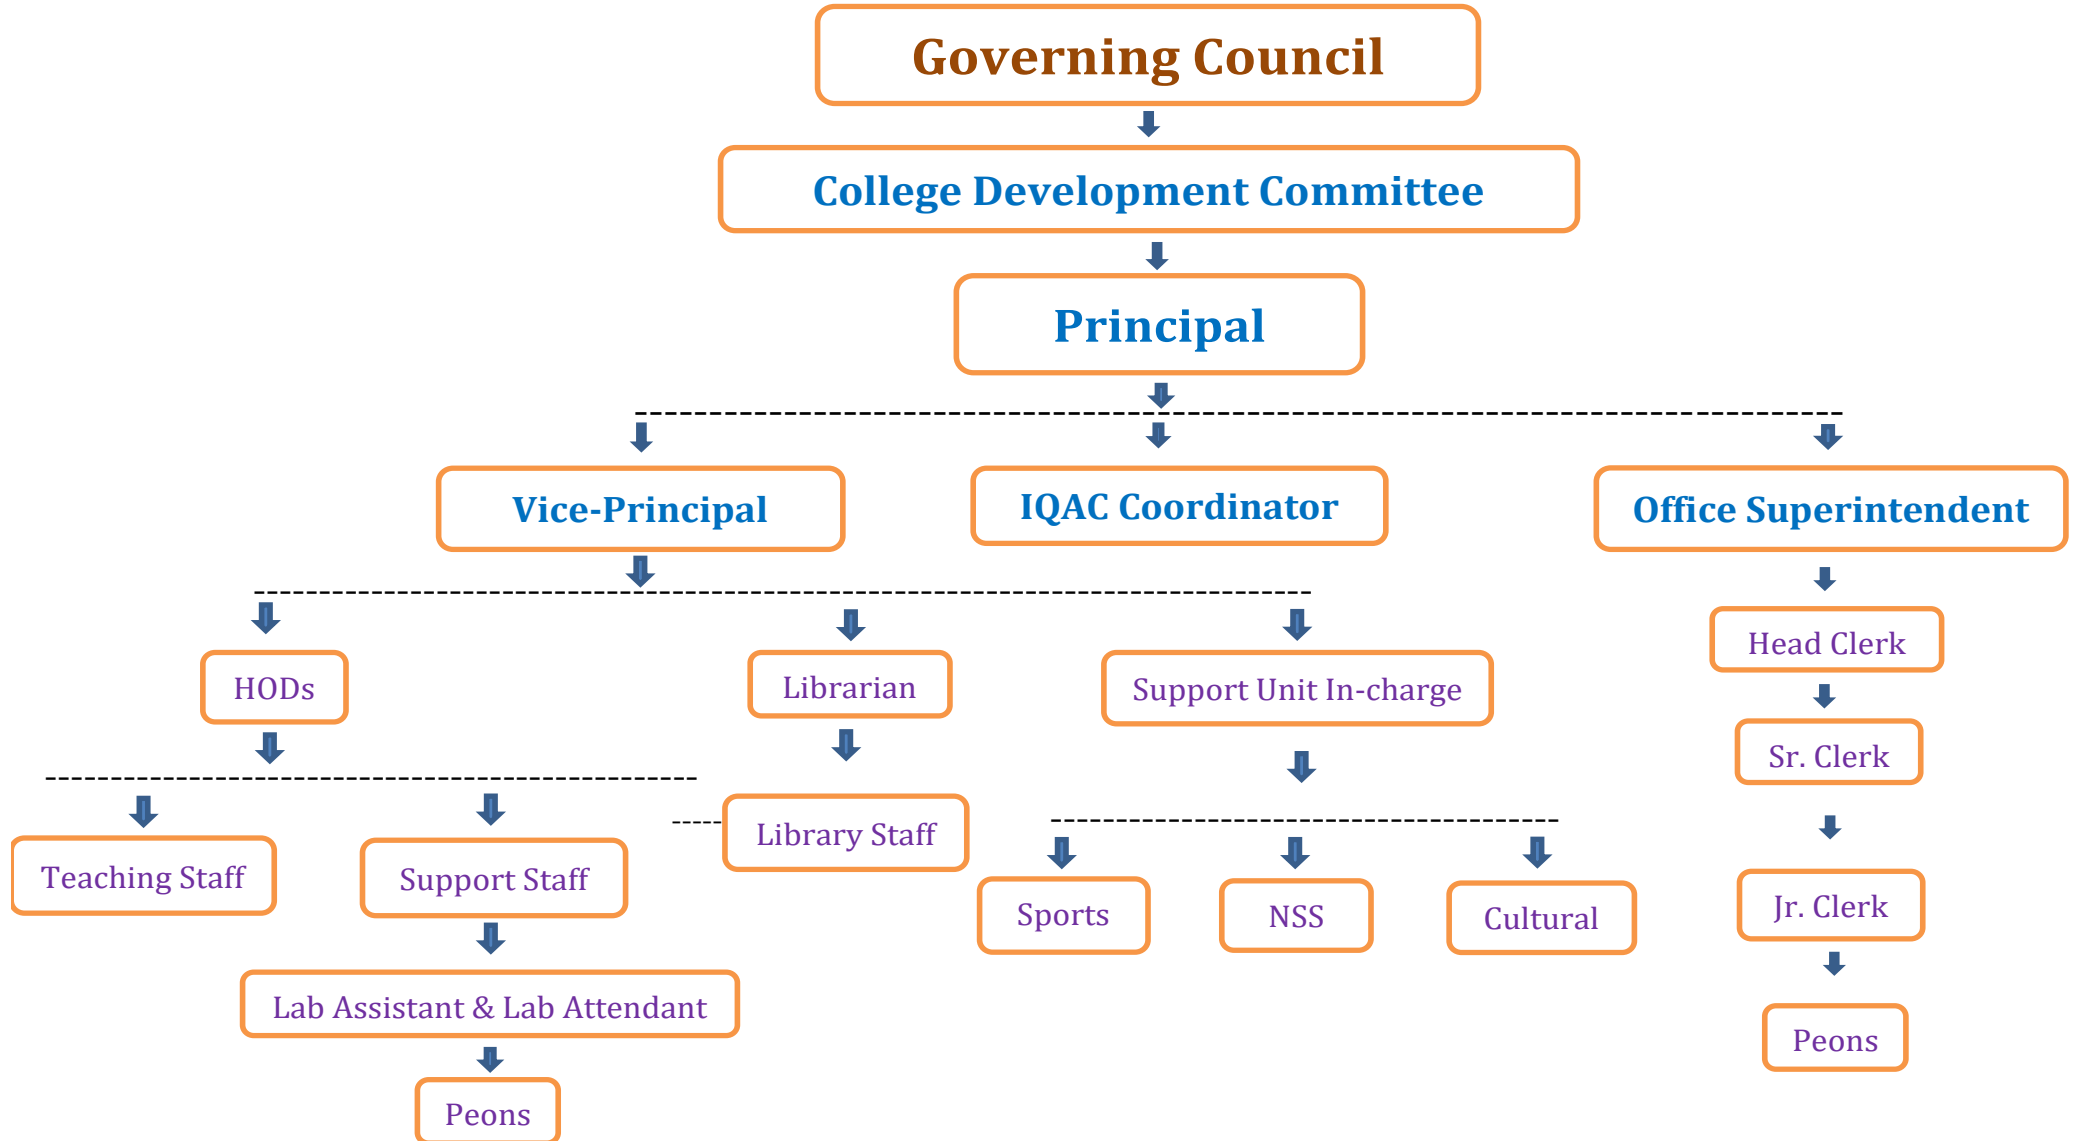 Governing Council
College Development Committee
Principal
Vice-Principal
IQAC Coordinator
Office Superintendent
HODs
Librarian
Support Unit In-charge
Head Clerk
Sr. Clerk
Teaching Staff
Support Staff
Library Staff
Sports
NSS
Cultural
Jr. Clerk
Lab Assistant & Lab Attendant
Peons
Peons